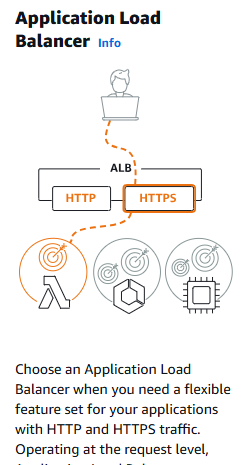 Application Load
Balancer Info
ALB
HTTP HTTPS
Choose an Application Load
Balancer when you need a flexible
feature set for your applications
with HTTP and HTTPS traffic.
Operating at the request level,